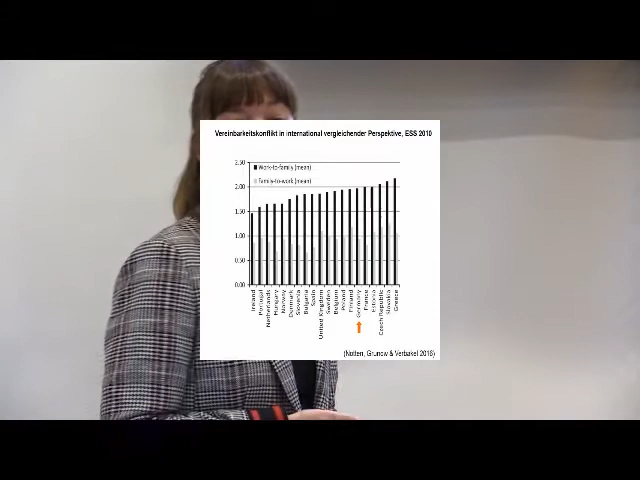 Vereinbarkeitskonflikt in international vergleichender Perspektive, ESS 2010
2.50
Work-to-family (mean)
Family-to-work (mean)
2.00
1.50
1.00
0.50
0.00
Ireland
Portugal
Netherlands
Hungary
Norway
Denmark
Slovenia
Bulgaria
Spain
United Kingdom
Sweden
Belgium
Poland
Finland
Germany
France
Estonia
Czech Republic
Slovakia
Greece
(Notten, Grunow & Verbakel 2016)